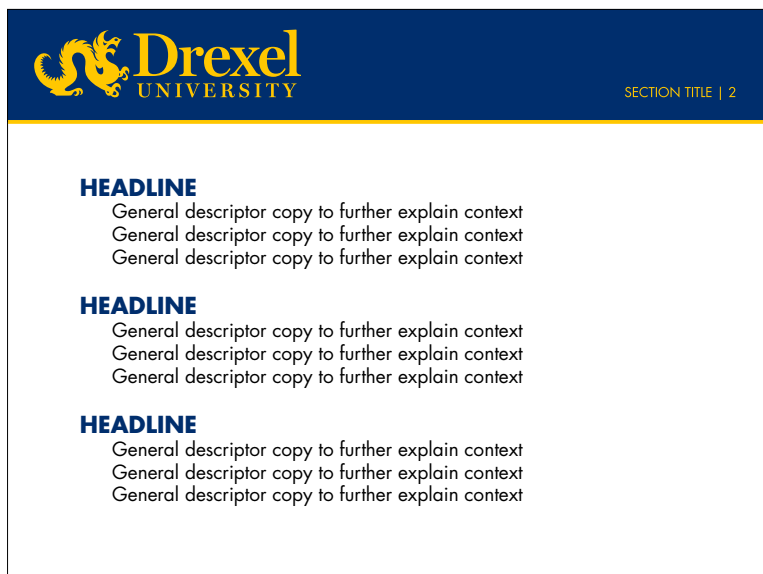 Drexel
UNIVERSITY
SECTION TITLE | 2
HEADLINE
General descriptor copy to further explain context
General descriptor copy to further explain context
General descriptor copy to further explain context
HEADLINE
General descriptor copy to further explain context
General descriptor copy to further explain context
General descriptor copy to further explain context
HEADLINE
General descriptor copy to further explain context
General descriptor copy to further explain context
General descriptor copy to further explain context